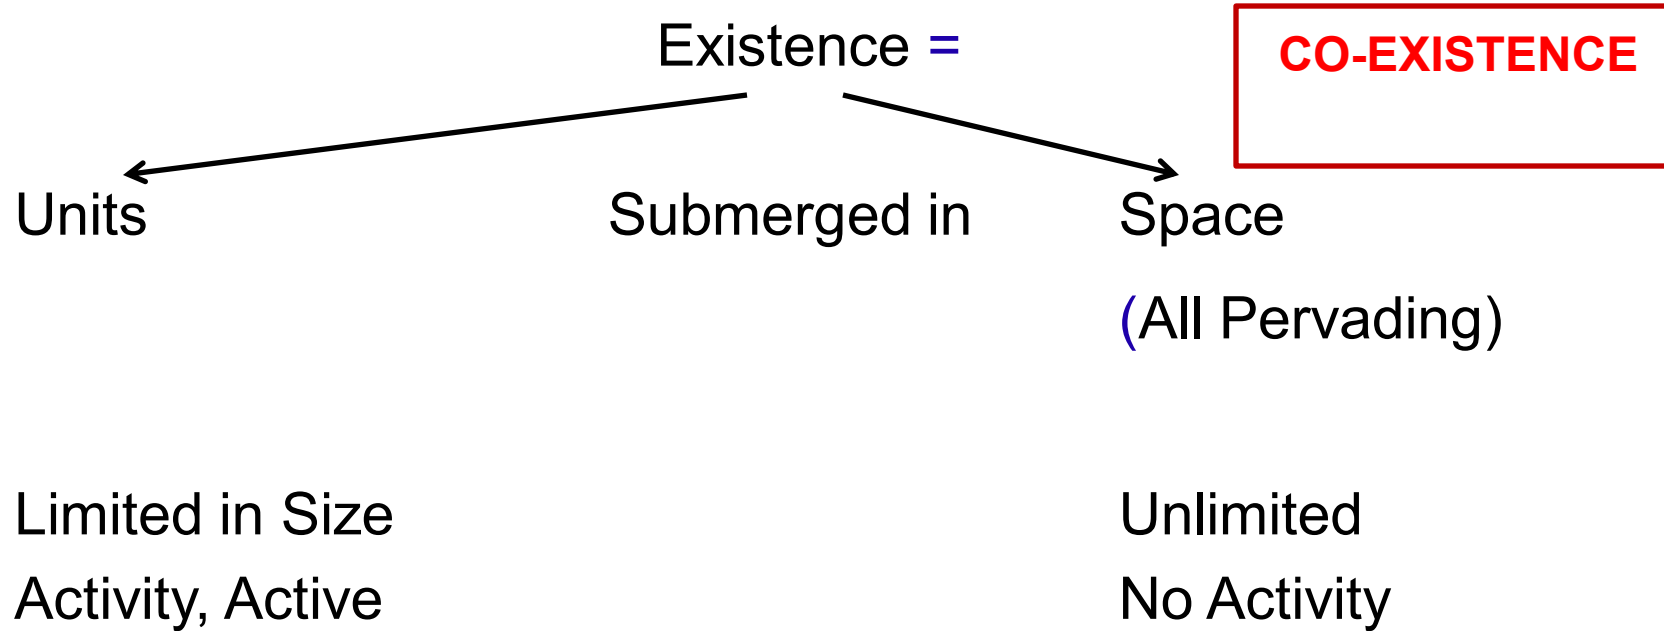 Existence =
CO-EXISTENCE
Units Submerged in Space
(All Pervading)
Limited in Size Unlimited
Activity, Active No Activity